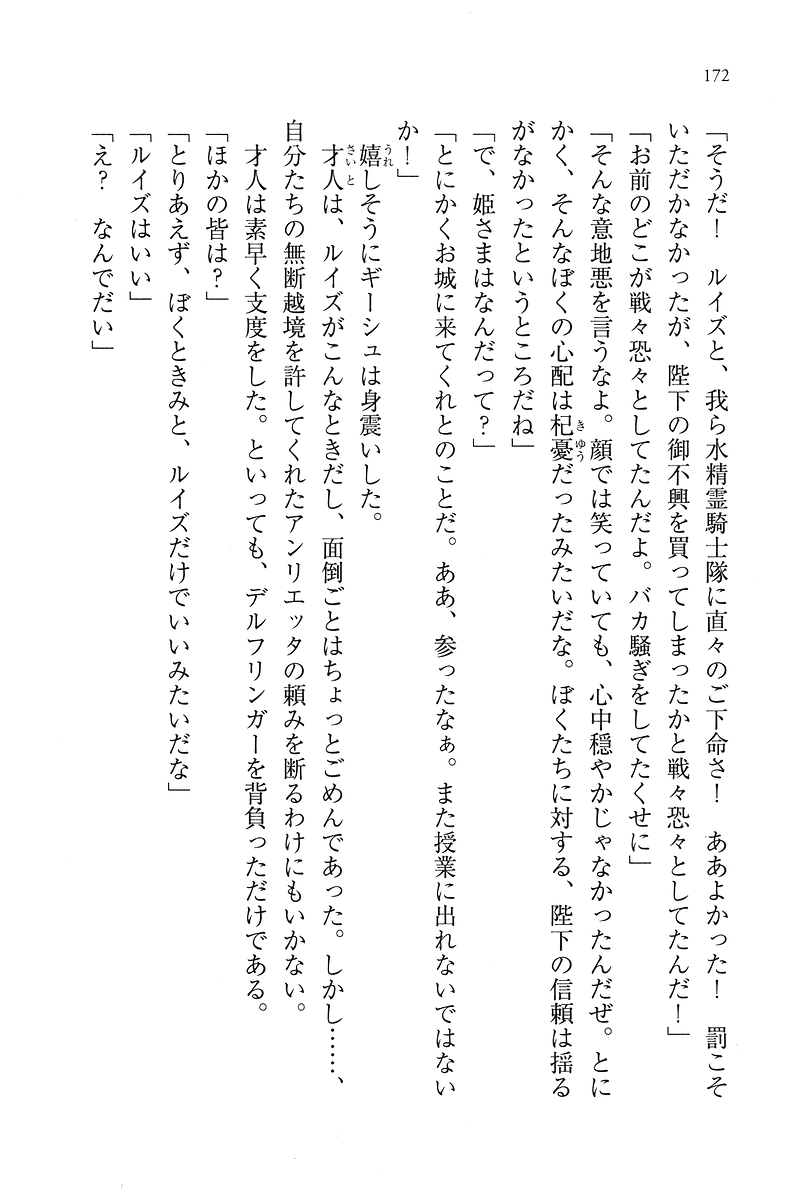 172
「そうだ！　ルイズと、我ら水精霊騎士隊に直々のご下命さ！　ああよかった！　罰こそ
いただかなかったが、陛下の御不興を買ってしまったかと戦々恐々としてたんだ！」
「お前のどこが戦々恐々としてたんだよ。バカ騒ぎをしてたくせに」
「そんな意地悪を言うなよ。顔では笑っていても、心中穏やかじゃなかったんだぜ。とに
かく、そんなぼくの心配は杞憂だったみたいだな。ぼくたちに対する、陛下の信頼は揺る
がなかったというところだね」
「で、姫さまはなんだって？」
「とにかくお城に来てくれとのことだ。ああ、参ったなぁ。また授業に出れないではない
か！」
嬉しそうにギーシュは身震いした。
才人は、ルイズがこんなときだし、面倒ごとはちょっとごめんであった。しかし……、
自分たちの無断越境を許してくれたアンリエッタの頼みを断るわけにもいかない。
才人は素早く支度をした。といっても、デルフリンガーを背負っただけである。
「ほかの皆は？」
「とりあえず、ぼくときみと、ルイズだけでいいみたいだな」
「ルイズはいい」
「え？　なんでだい」